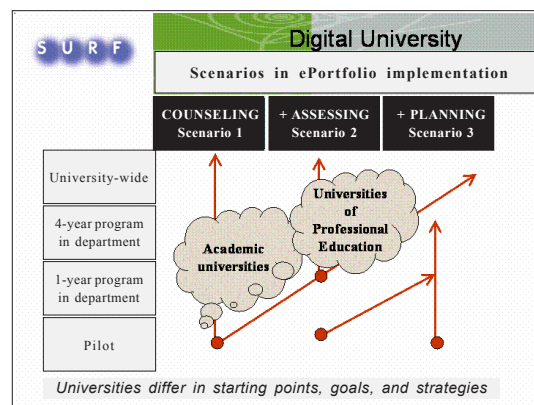 SURF
Digital University
Scenarios in ePortfolio implementation
COUNSELING
Scenario 1
+ ASSESSING
Scenario 2
+ PLANNING
Scenario 3
University-wide
4-year program
in department
1-year program
in department
Pilot
Academic
universities
Universities
of
Professional
Education
Universities differ in starting points, goals, and strategies